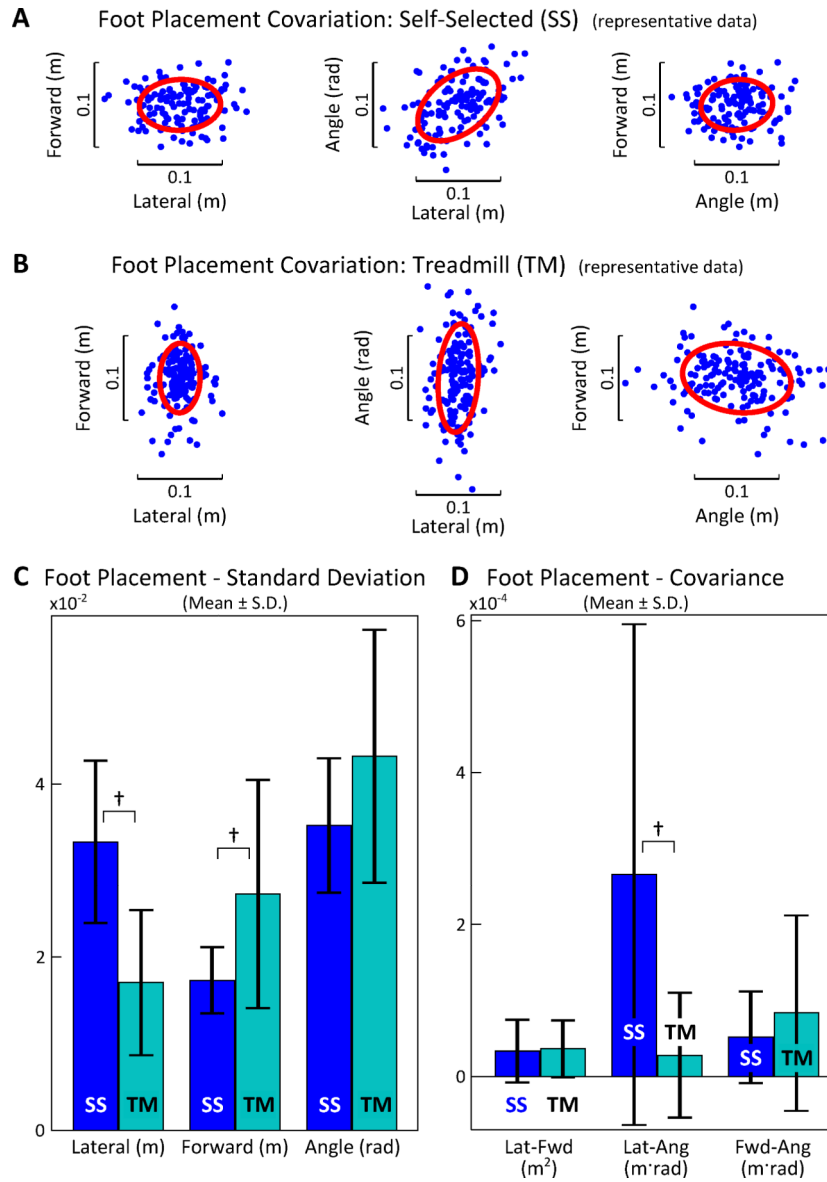 A Foot Placement Covariation: Self-Selected (SS) (representative data)
Forward (m)
0.1
0.1
Lateral (m)
Angle (rad)
0.1
0.1
Lateral (m)
Forward (m)
0.1
0.1
Angle (m)
B Foot Placement Covariation: Treadmill (TM) (representative data)
Forward (m)
0.1
0.1
Lateral (m)
Angle (rad)
0.1
0.1
Lateral (m)
Forward (m)
0.1
0.1
Angle (m)
C Foot Placement - Standard Deviation
(Mean ± S.D.)
x10-2
4
2
0
†
†
SS TM SS TM SS TM
Lateral (m) Forward (m) Angle (rad)
D Foot Placement - Covariance
(Mean ± S.D.)
x10-4
6
4
2
0
†
SS TM
SS TM
SS TM
Lat-Fwd Lat-Ang Fwd-Ang
(m²) (m·rad) (m·rad)